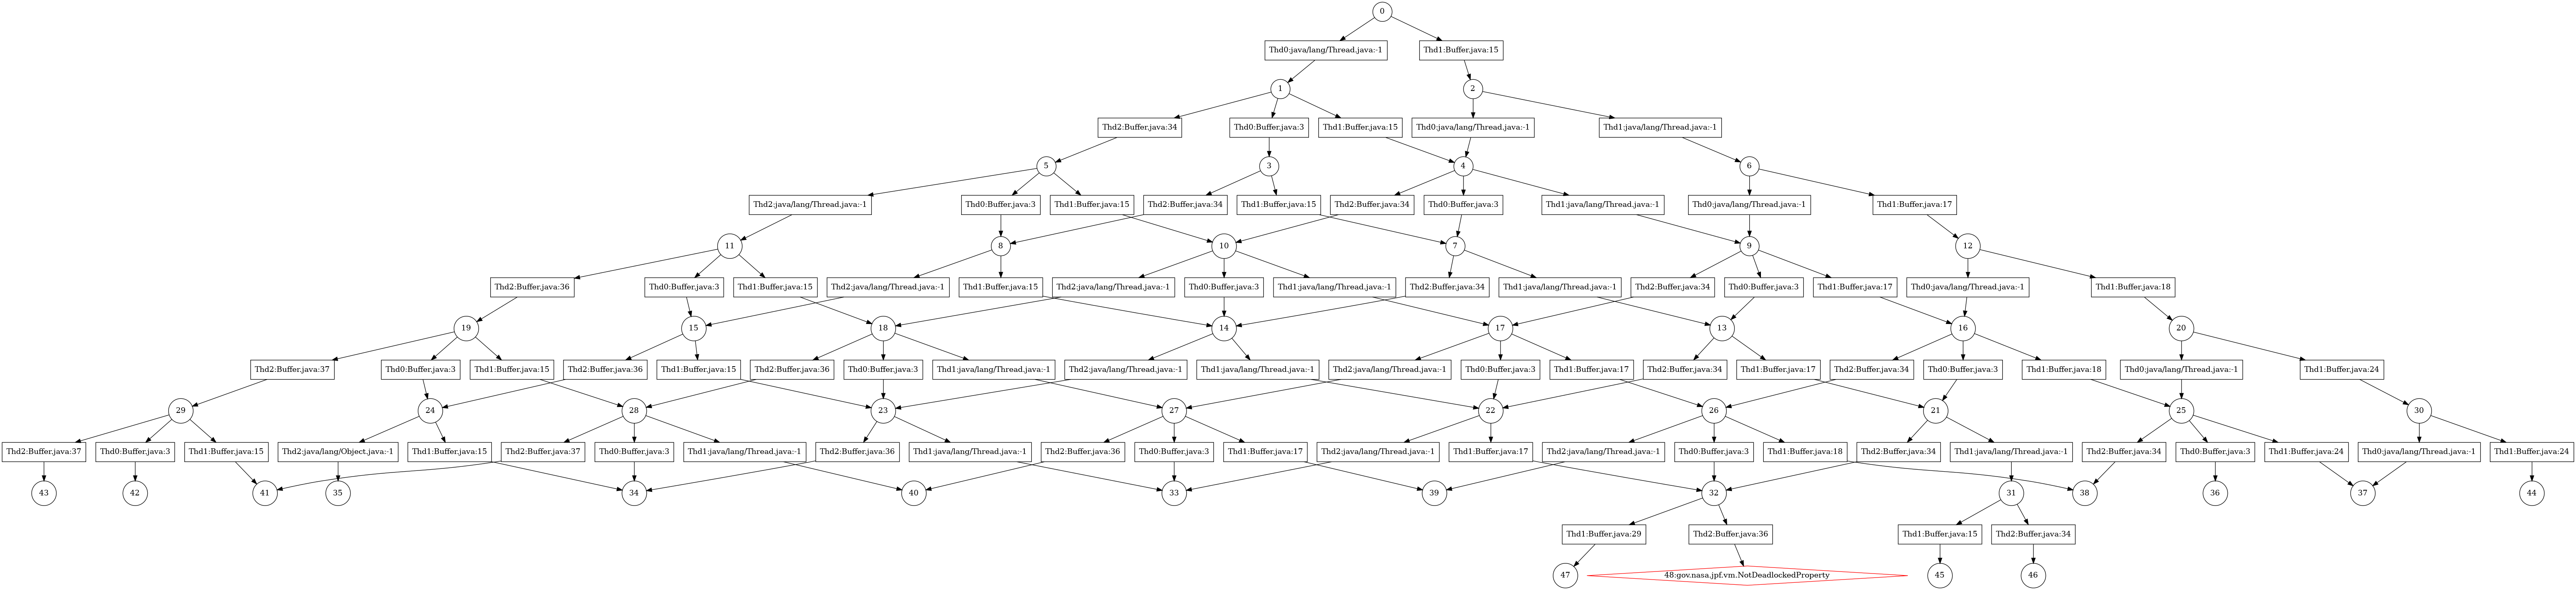 0
Thd0:java/lang/Thread.java:-1
Thd1:Buffer.java:15
1
2
Thd2:Buffer.java:34
Thd0:Buffer.java:3
Thd1:Buffer.java:15
Thd0:java/lang/Thread.java:-1
Thd1:java/lang/Thread.java:-1
5
3
4
6
Thd2:java/lang/Thread.java:-1
Thd0:Buffer.java:3
Thd1:Buffer.java:15
Thd2:Buffer.java:34
Thd1:Buffer.java:15
Thd2:Buffer.java:34
Thd0:Buffer.java:3
Thd1:java/lang/Thread.java:-1
Thd0:java/lang/Thread.java:-1
Thd1:Buffer.java:17
11
8
10
7
9
12
Thd2:Buffer.java:36
Thd0:Buffer.java:3
Thd1:Buffer.java:15
Thd2:java/lang/Thread.java:-1
Thd1:Buffer.java:15
Thd2:java/lang/Thread.java:-1
Thd0:Buffer.java:3
Thd1:java/lang/Thread.java:-1
Thd2:Buffer.java:34
Thd1:java/lang/Thread.java:-1
Thd2:Buffer.java:34
Thd0:Buffer.java:3
Thd1:Buffer.java:17
Thd0:java/lang/Thread.java:-1
Thd1:Buffer.java:18
19
15
18
14
17
13
16
20
Thd2:Buffer.java:37
Thd0:Buffer.java:3
Thd1:Buffer.java:15
Thd2:Buffer.java:36
Thd1:Buffer.java:15
Thd2:Buffer.java:36
Thd0:Buffer.java:3
Thd1:java/lang/Thread.java:-1
Thd2:java/lang/Thread.java:-1
Thd1:java/lang/Thread.java:-1
Thd2:java/lang/Thread.java:-1
Thd0:Buffer.java:3
Thd1:Buffer.java:17
Thd2:Buffer.java:34
Thd1:Buffer.java:17
Thd2:Buffer.java:34
Thd0:Buffer.java:3
Thd1:Buffer.java:18
Thd0:java/lang/Thread.java:-1
Thd1:Buffer.java:24
29
24
28
23
27
22
26
21
25
30
Thd2:Buffer.java:37
Thd0:Buffer.java:3
Thd1:Buffer.java:15
Thd2:java/lang/Object.java:-1
Thd1:Buffer.java:15
Thd2:Buffer.java:37
Thd0:Buffer.java:3
Thd1:java/lang/Thread.java:-1
Thd2:Buffer.java:36
Thd1:java/lang/Thread.java:-1
Thd2:Buffer.java:36
Thd0:Buffer.java:3
Thd1:Buffer.java:17
Thd2:java/lang/Thread.java:-1
Thd1:Buffer.java:17
Thd2:java/lang/Thread.java:-1
Thd0:Buffer.java:3
Thd1:Buffer.java:18
Thd2:Buffer.java:34
Thd1:java/lang/Thread.java:-1
Thd2:Buffer.java:34
Thd0:Buffer.java:3
Thd1:Buffer.java:24
Thd0:java/lang/Thread.java:-1
Thd1:Buffer.java:24
43
42
41
35
34
40
33
39
32
31
38
36
37
44
Thd1:Buffer.java:29
Thd2:Buffer.java:36
Thd1:Buffer.java:15
Thd2:Buffer.java:34
47
48:gov.nasa.jpf.vm.NotDeadlockedProperty
45
46